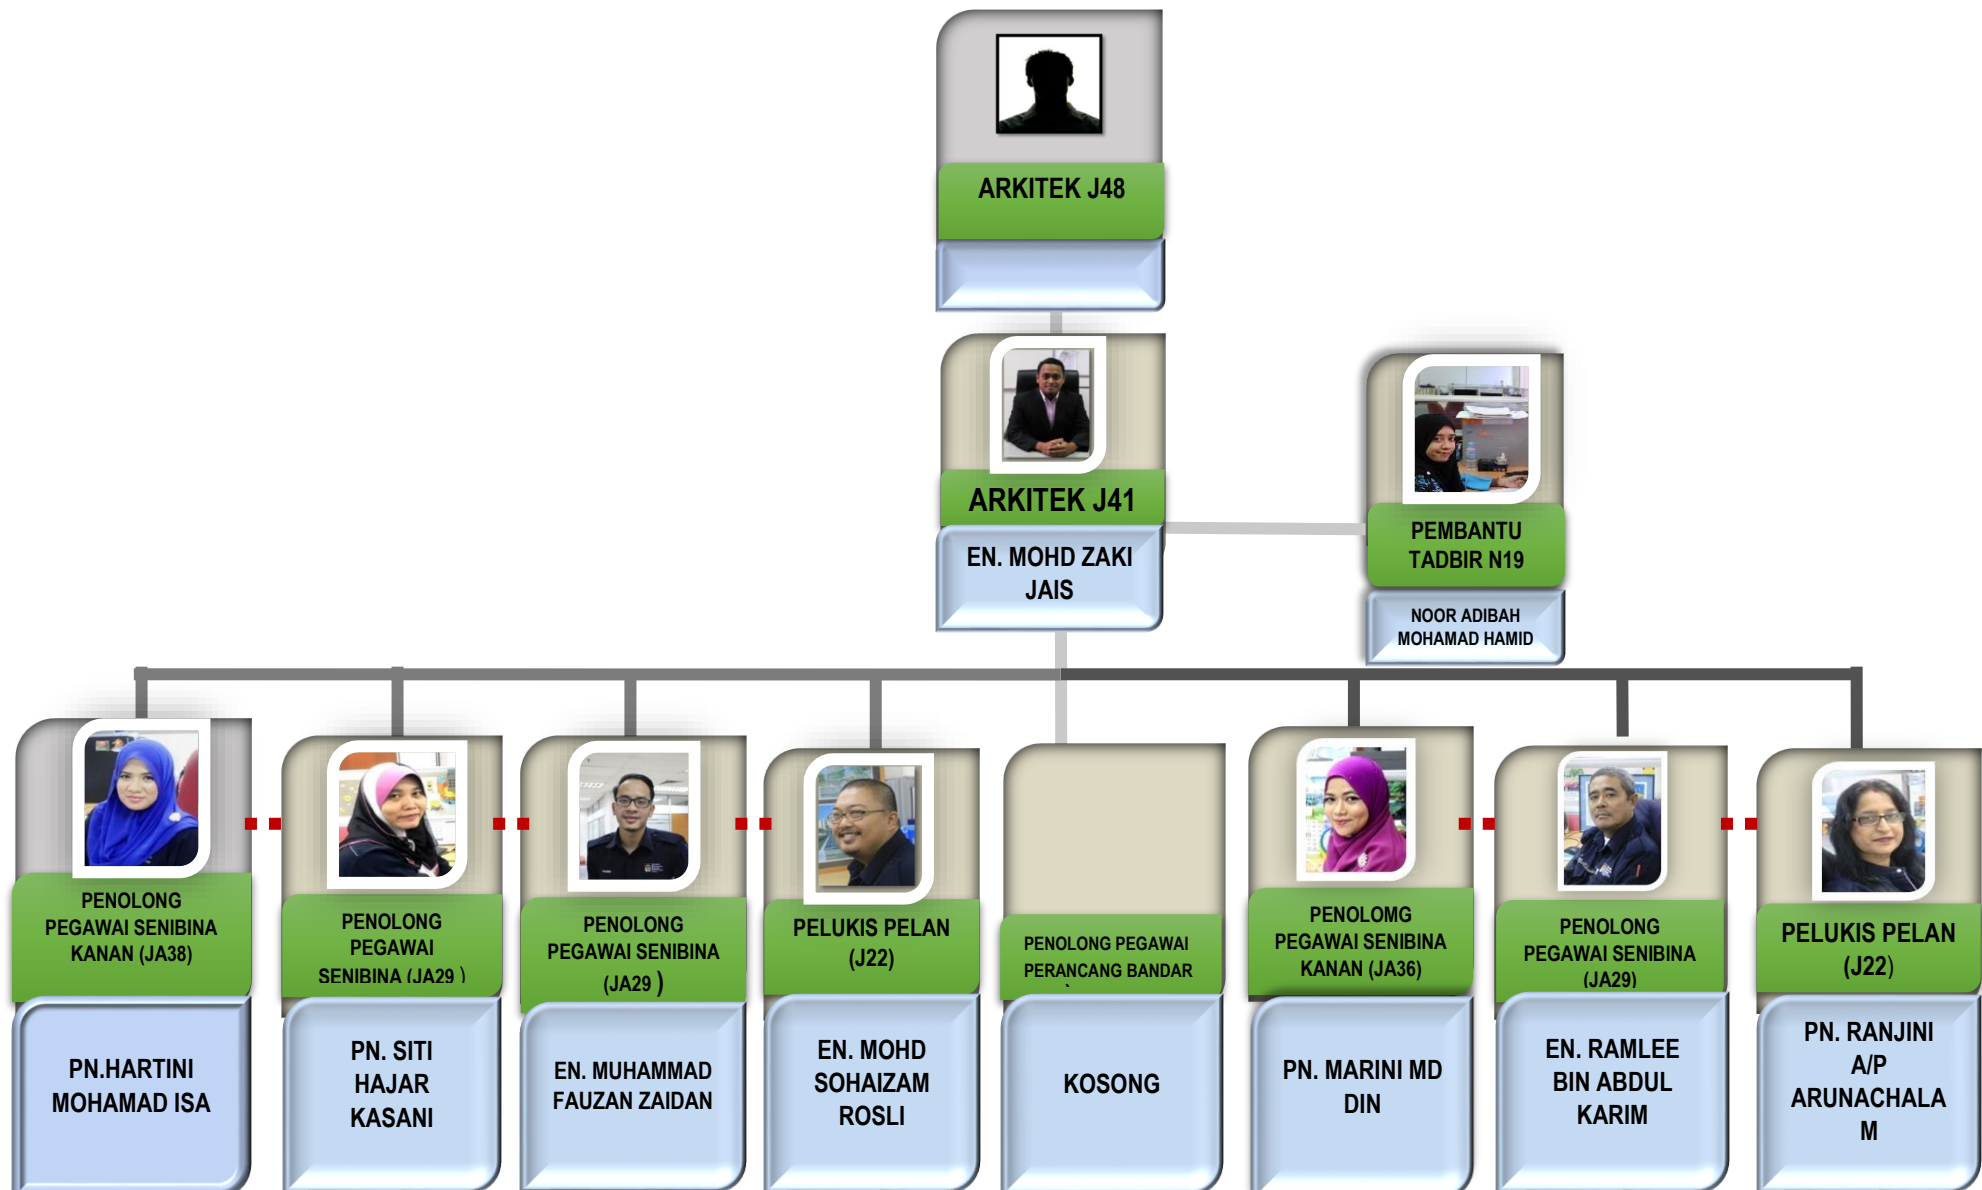 ARKITEK J48
ARKITEK J41
EN. MOHD ZAKI
JAIS
PEMBANTU
TADBIR N19
NOOR ADIBAH
MOHAMAD HAMID
PENOLONG
PEGAWAI SENIBINA
KANAN (JA38)
PN.HARTINI
MOHAMAD ISA
PENOLONG
PEGAWAI
SENIBINA (JA29 )
PN. SITI
HAJAR
KASANI
PENOLONG
PEGAWAI SENIBINA
(JA29 )
EN. MUHAMMAD
FAUZAN ZAIDAN
PELUKIS PELAN
(J22)
EN. MOHD
SOHAIZAM
ROSLI
PENOLONG PEGAWAI
PERANCANG BANDAR
KOSONG
PENOLOMG
PEGAWAI SENIBINA
KANAN (JA36)
PN. MARINI MD
DIN
PENOLONG
PEGAWAI SENIBINA
(JA29)
EN. RAMLEE
BIN ABDUL
KARIM
PELUKIS PELAN
(J22)
PN. RANJINI
A/P
ARUNACHALA
M